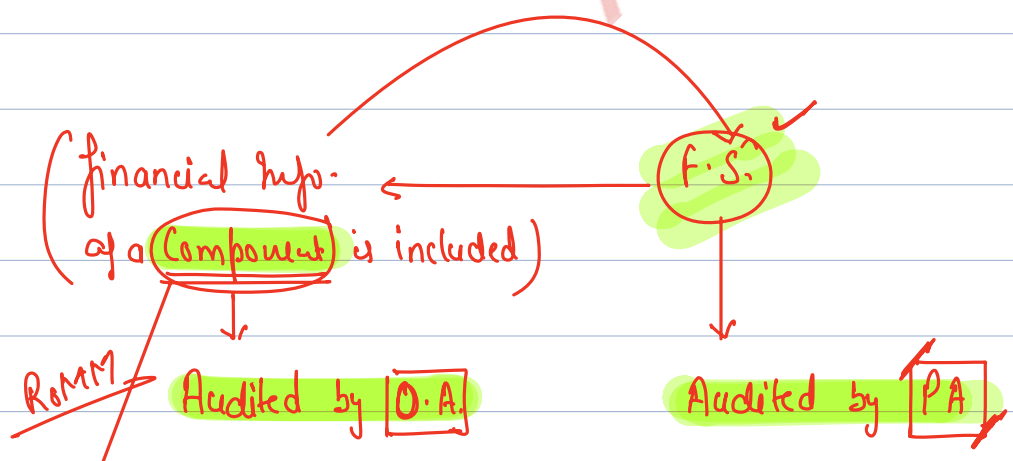 (financial Info. F.S.
of a Component is included)
RoMM
Audited by O.A. Audited by PA